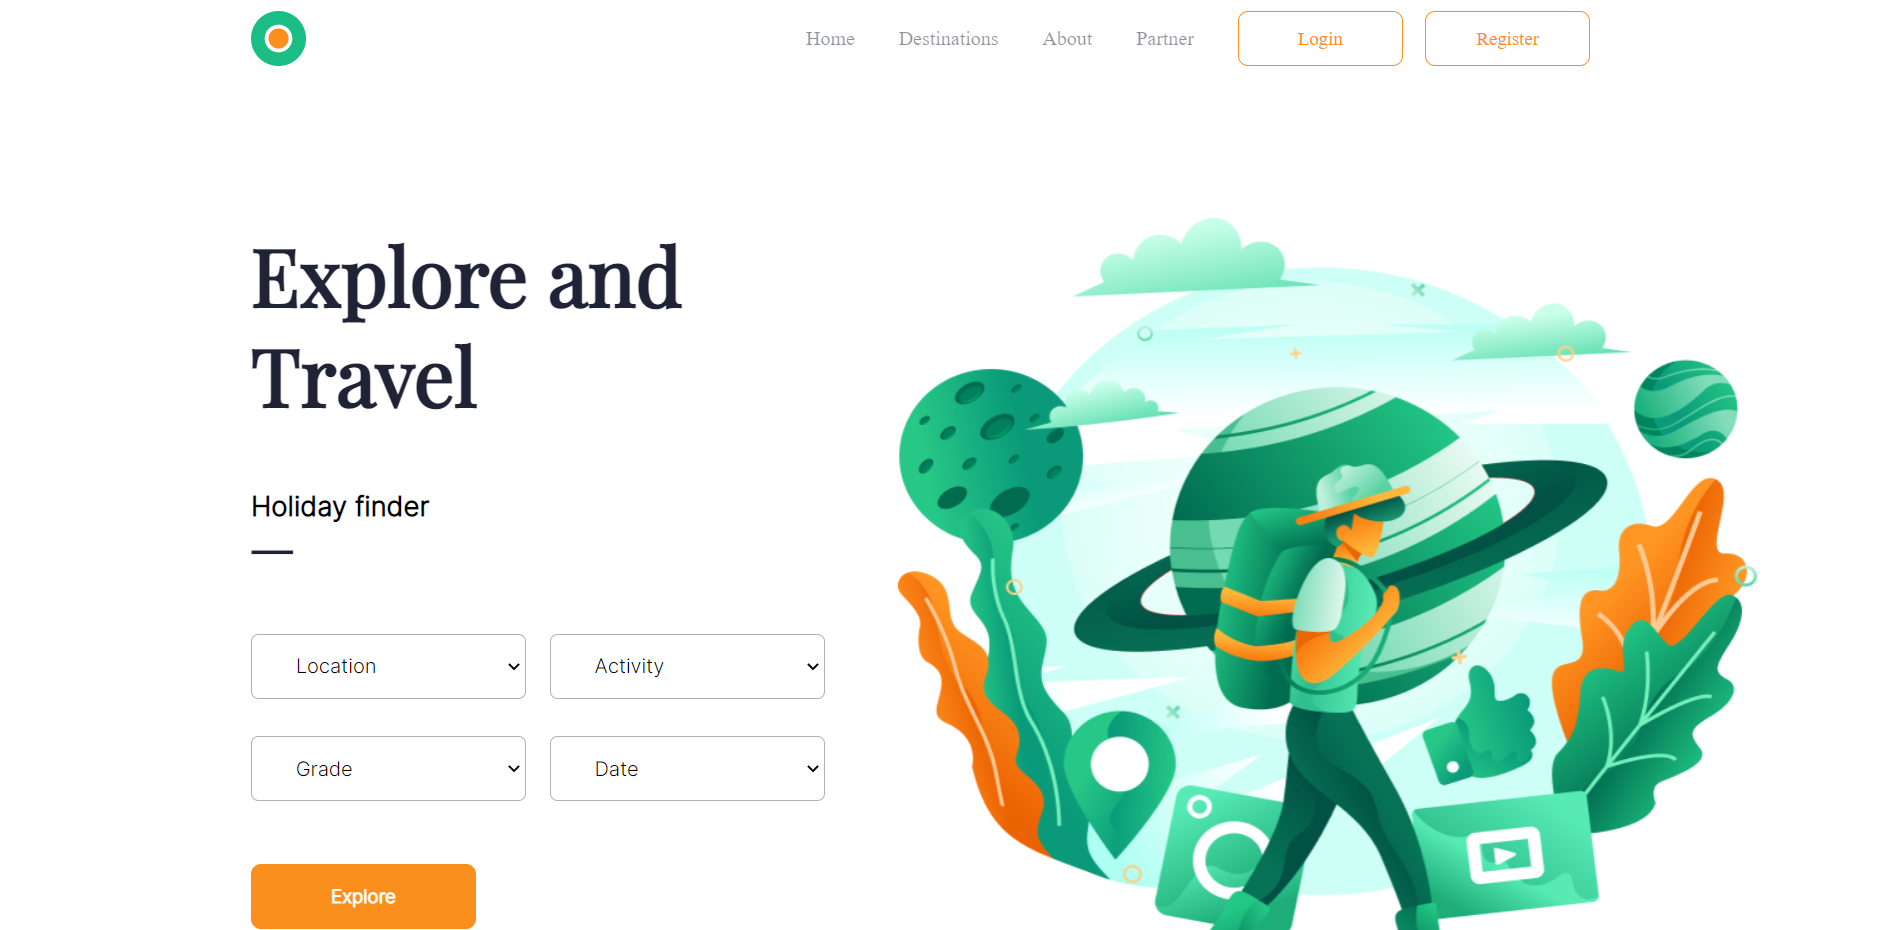 Home Destinations About Partner Login Register
Explore and
Travel
Holiday finder
Location Activity
Grade Date
Explore